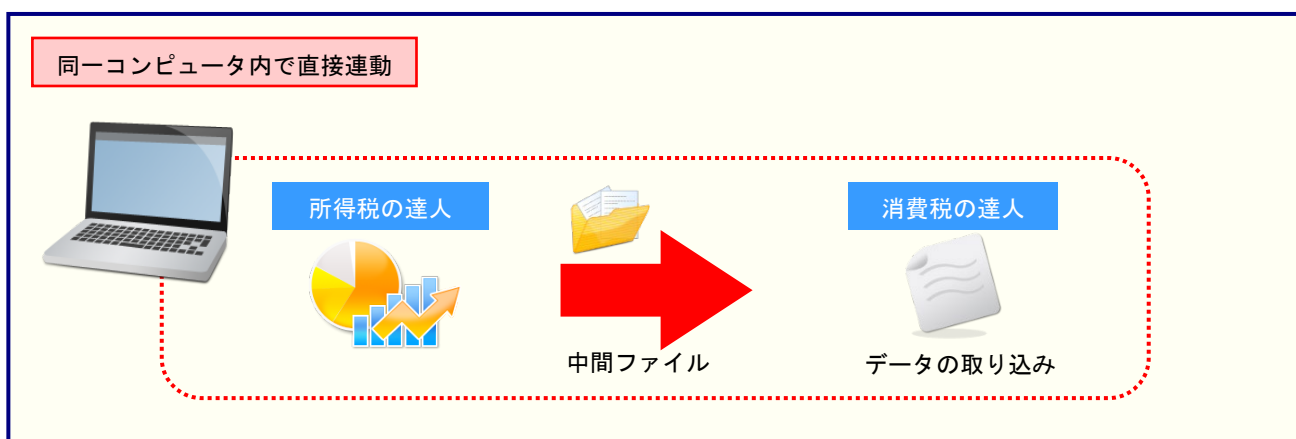 同一コンピュータ内で直接連動
所得税の達人
消費税の達人
中間ファイル
データの取り込み